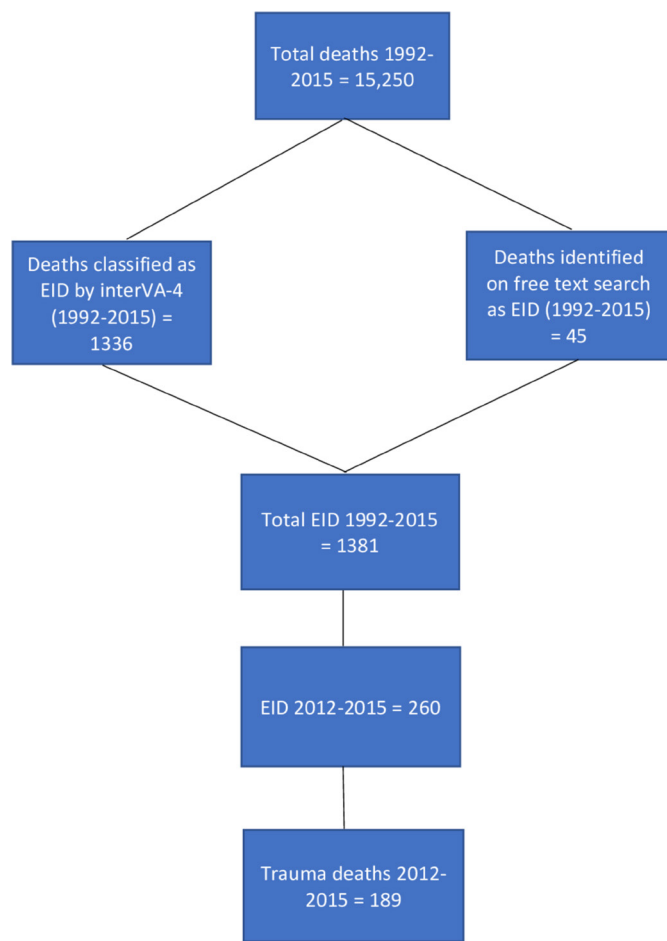 Total deaths 1992-
2015 = 15,250
Deaths classified as
EID by interVA-4
(1992-2015) =
1336
Deaths identified
on free text search
as EID (1992-2015)
= 45
Total EID 1992-2015
= 1381
EID 2012-2015 = 260
Trauma deaths 2012-
2015 = 189